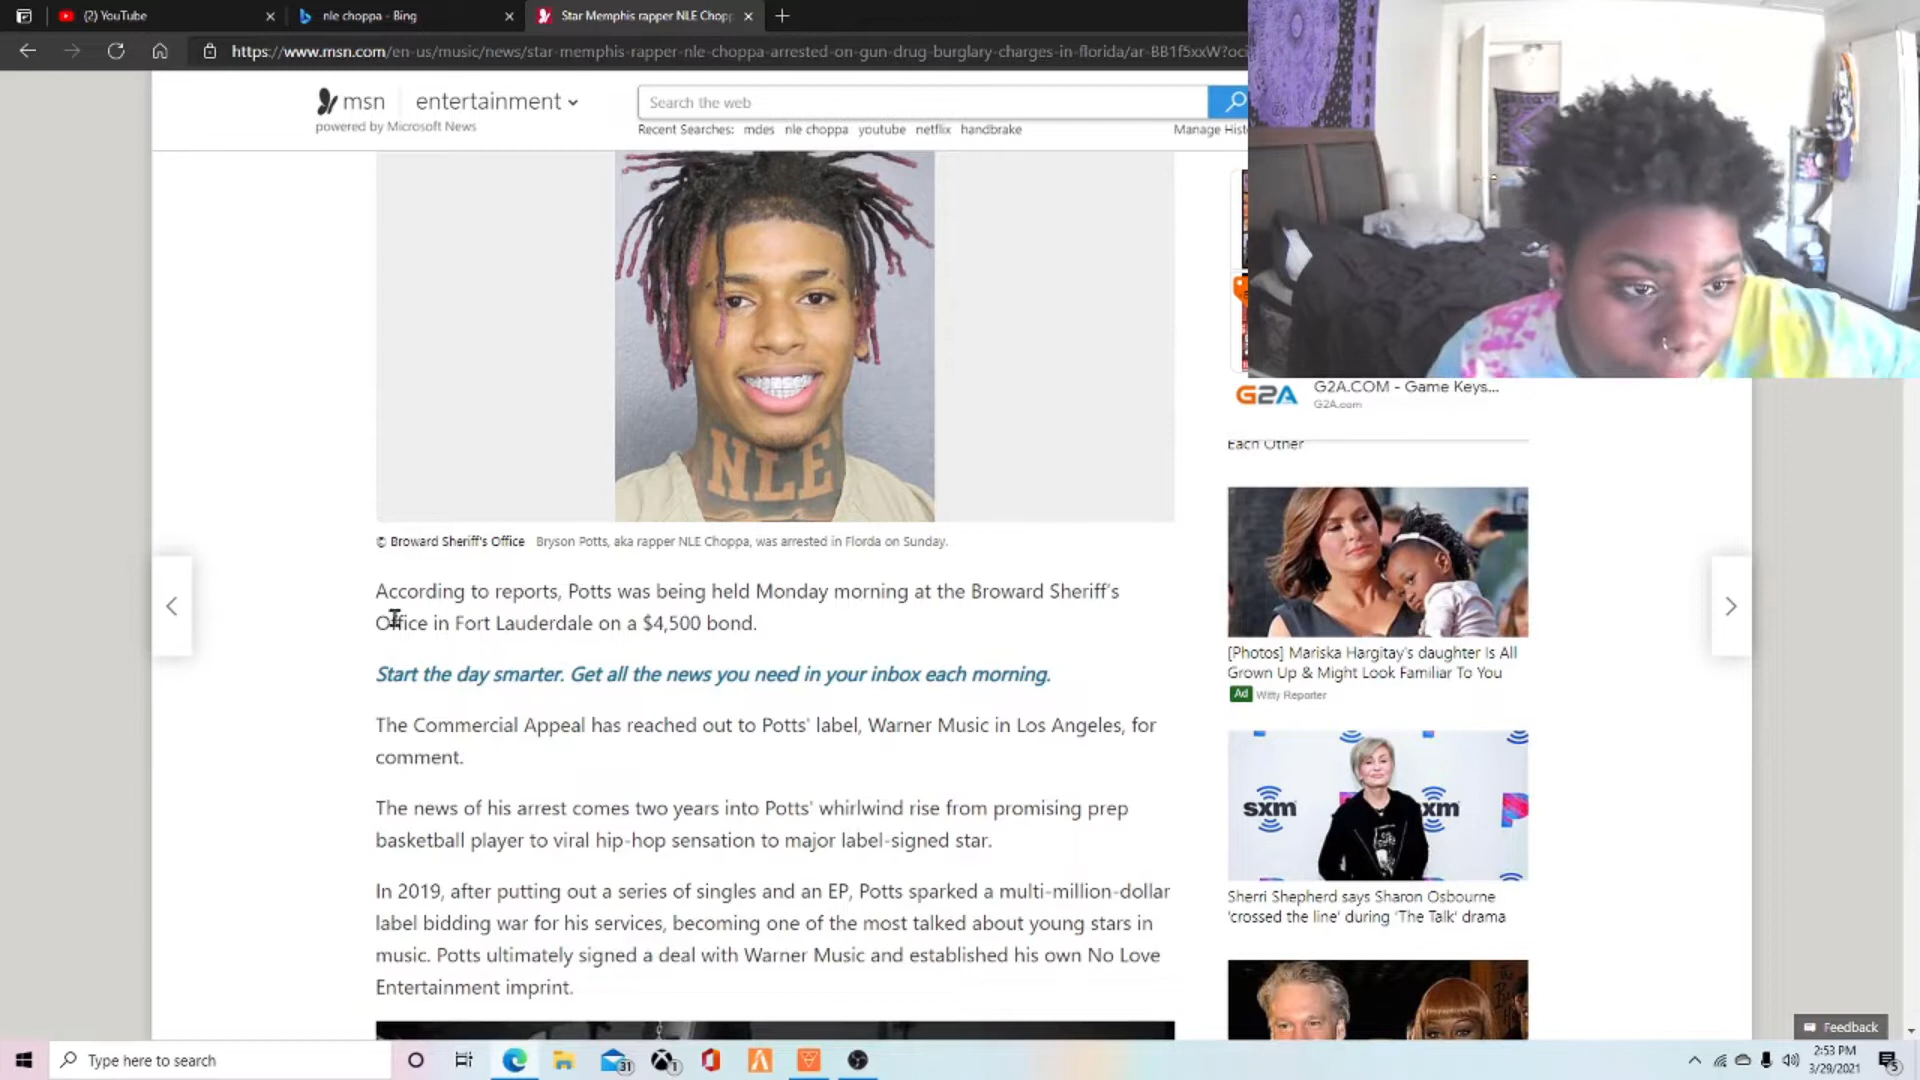 (2) YouTube
nle choppa - Bing
Star Memphis rapper NLE Chopp
https://www.msn.com/en-us/music/news/star-memphis-rapper-nle-choppa-arrested-on-gun-drug-burglary-charges-in-florida/ar-BB1f5xxW?oci
msn entertainment
powered by Microsoft News
Search the web
Recent Searches: mdes nle choppa youtube netflix handbrake
Manage Hist
NLE
© Broward Sheriff's Office Bryson Potts, aka rapper NLE Choppa, was arrested in Florda on Sunday.
According to reports, Potts was being held Monday morning at the Broward Sheriff's
Office in Fort Lauderdale on a $4,500 bond.
Start the day smarter. Get all the news you need in your inbox each morning.
The Commercial Appeal has reached out to Potts' label, Warner Music in Los Angeles, for
comment.
The news of his arrest comes two years into Potts' whirlwind rise from promising prep
basketball player to viral hip-hop sensation to major label-signed star.
In 2019, after putting out a series of singles and an EP, Potts sparked a multi-million-dollar
label bidding war for his services, becoming one of the most talked about young stars in
music. Potts ultimately signed a deal with Warner Music and established his own No Love
Entertainment imprint.
G2A
G2A.COM - Game Keys...
G2A.com
Each Other
[Photos] Mariska Hargitay's daughter Is All
Grown Up & Might Look Familiar To You
Ad Witty Reporter
sxm
sxm
Sherri Shepherd says Sharon Osbourne
'crossed the line' during 'The Talk' drama
Feedback
Type here to search
31
1
2:53 PM
3/29/2021
5